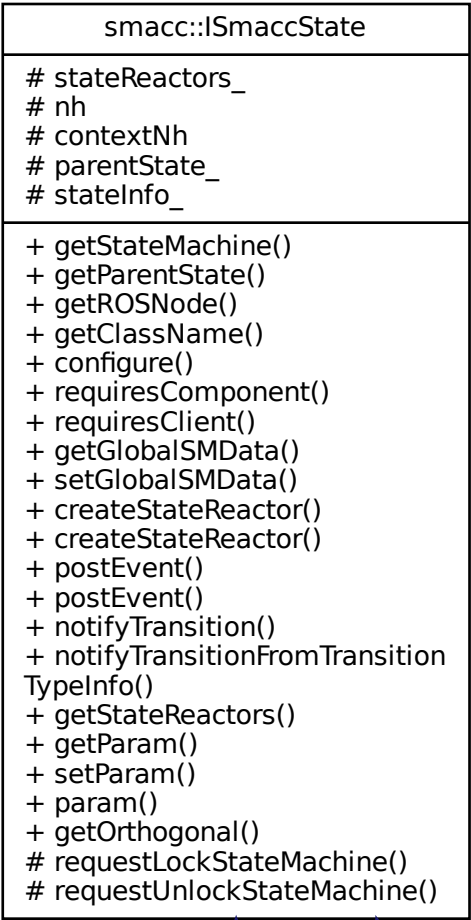 smacc::ISmaccState
# stateReactors_
# nh
# contextNh
# parentState_
# stateInfo_
+ getStateMachine()
+ getParentState()
+ getROSNode()
+ getClassName()
+ configure()
+ requiresComponent()
+ requiresClient()
+ getGlobalSMData()
+ setGlobalSMData()
+ createStateReactor()
+ createStateReactor()
+ postEvent()
+ postEvent()
+ notifyTransition()
+ notifyTransitionFromTransition
TypeInfo()
+ getStateReactors()
+ getParam()
+ setParam()
+ param()
+ getOrthogonal()
# requestLockStateMachine()
# requestUnlockStateMachine()